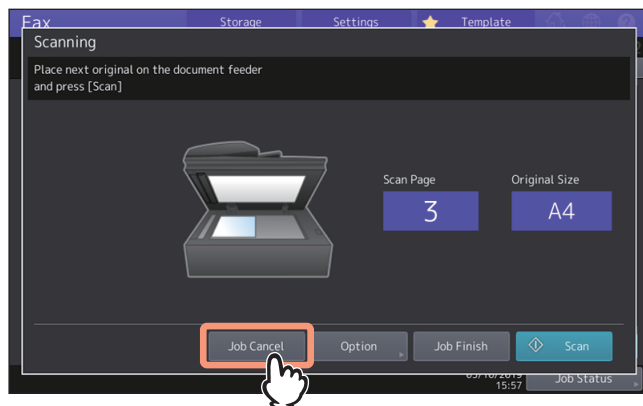 Fax
Storage
Settings
Template
Scanning
Place next original on the document feeder
and press [Scan]
Scan Page
Original Size
3
A4
Job Cancel
Option
Job Finish
Scan
15:57
Job Status